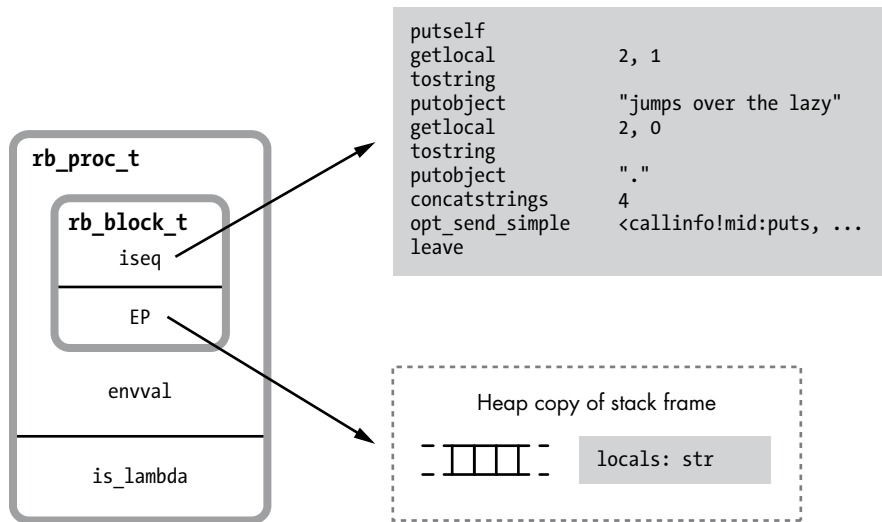 putself
getlocal 2, 1
tostring
putobject "jumps over the lazy"
getlocal 2, 0
tostring
putobject "."
concatstrings 4
opt_send_simple <callinfo!mid:puts, ...
leave
rb_proc_t
rb_block_t
iseq
EP
envval
is_lambda
Heap copy of stack frame
locals: str